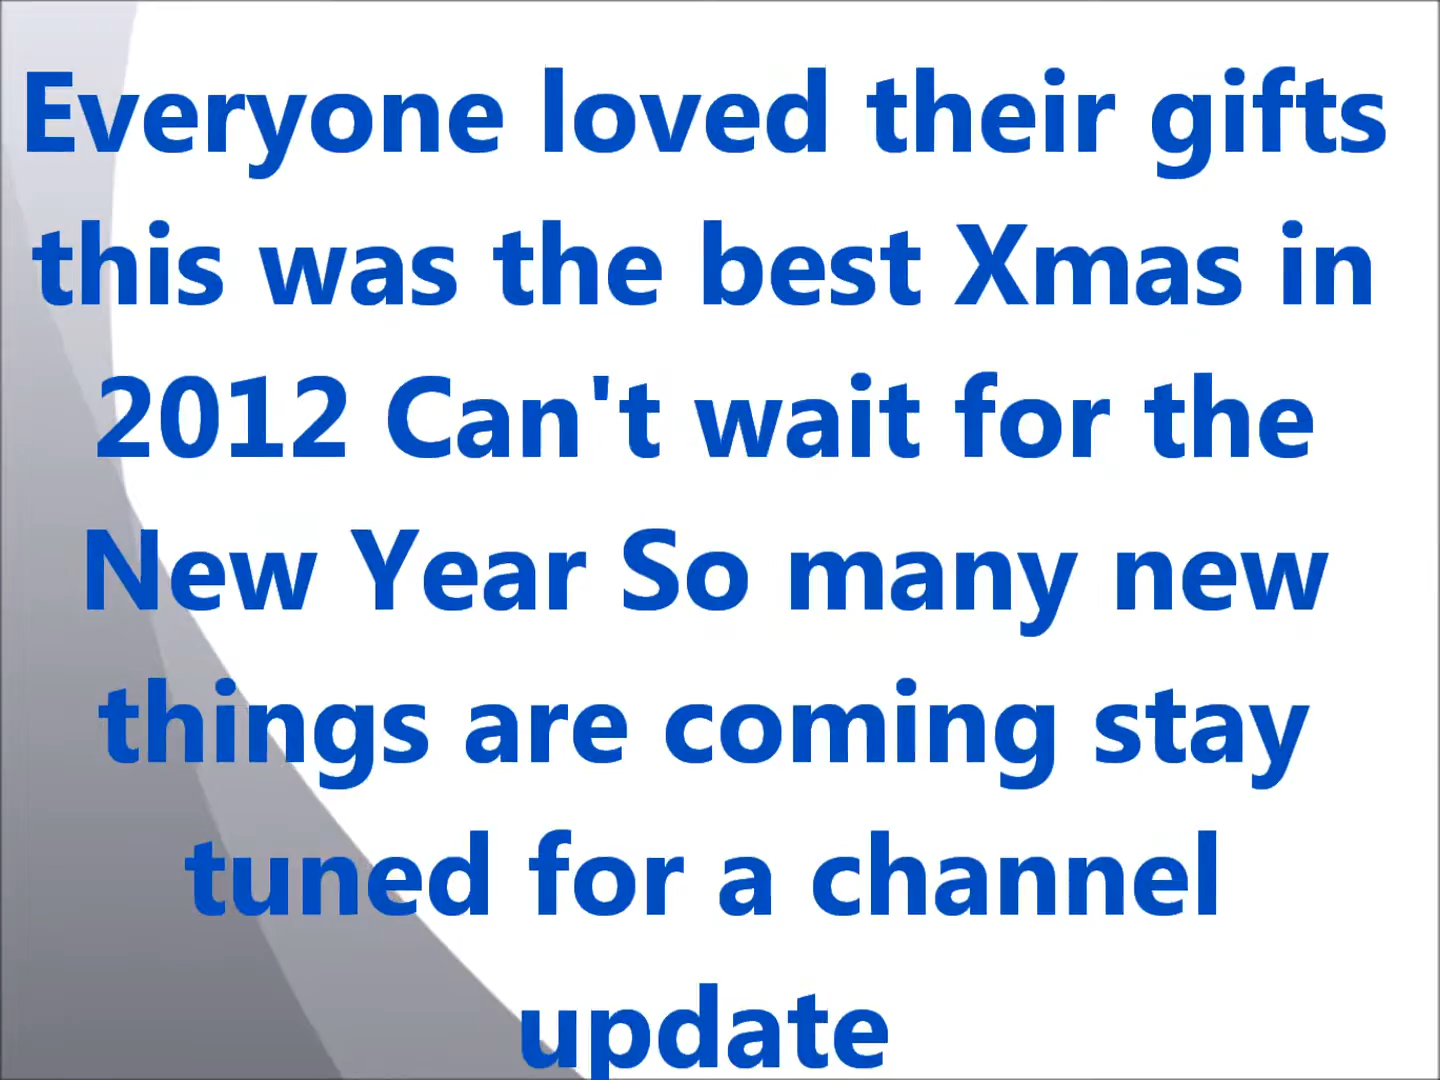 Everyone loved their gifts
this was the best Xmas in
2012 Can't wait for the
New Year So many new
things are coming stay
tuned for a channel
update